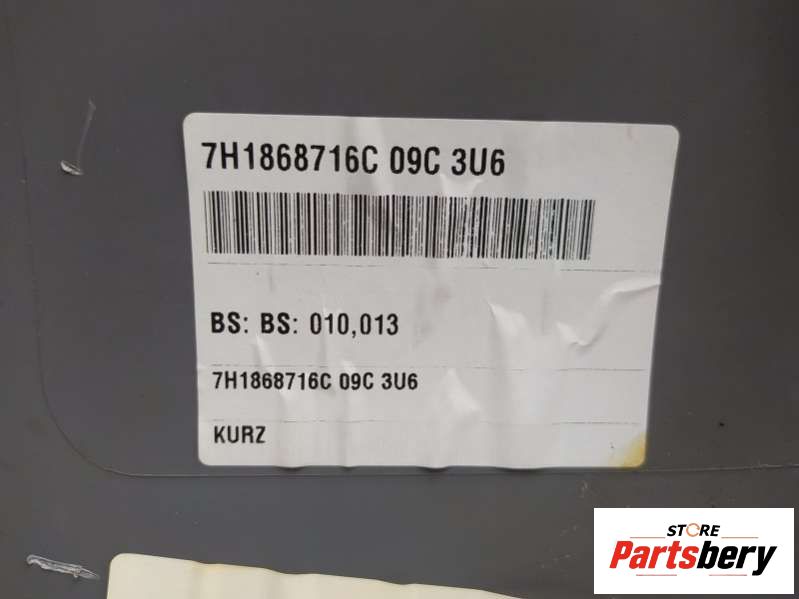 7H1868716C 09C 3U6
BS: BS: 010,013
7H1868716C 09C 3U6
KURZ
STORE
Partsbery